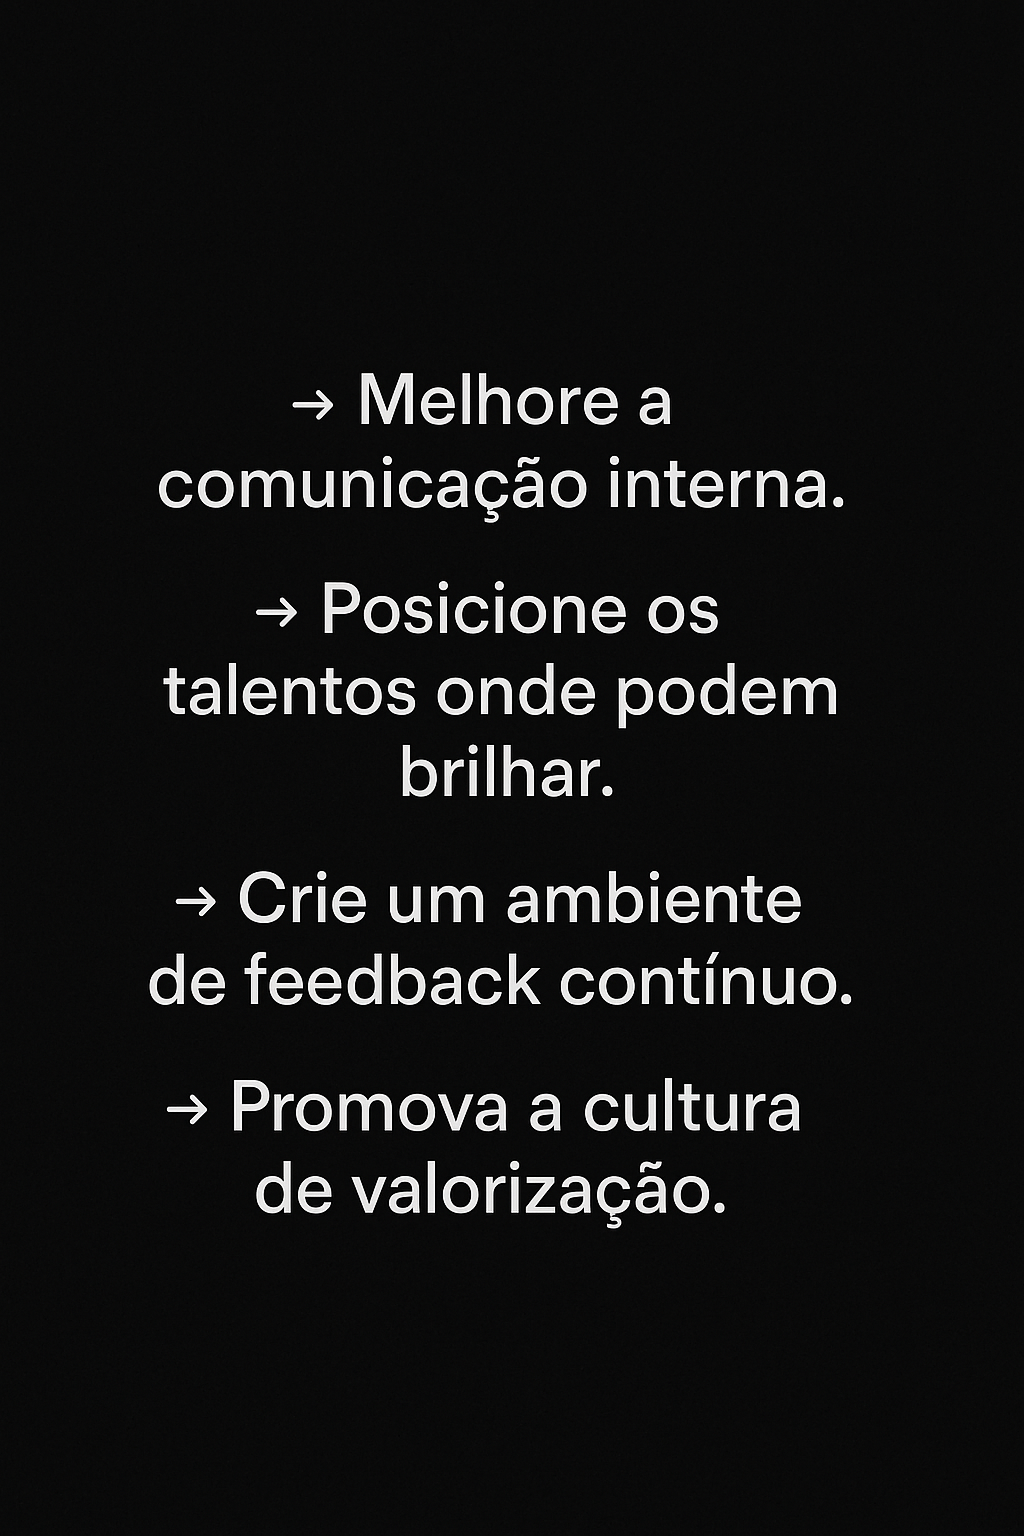 → Melhore a
comunicação interna.
→ Posicione os
talentos onde podem
brilhar.
→ Crie um ambiente
de feedback contínuo.
→ Promova a cultura
de valorização.